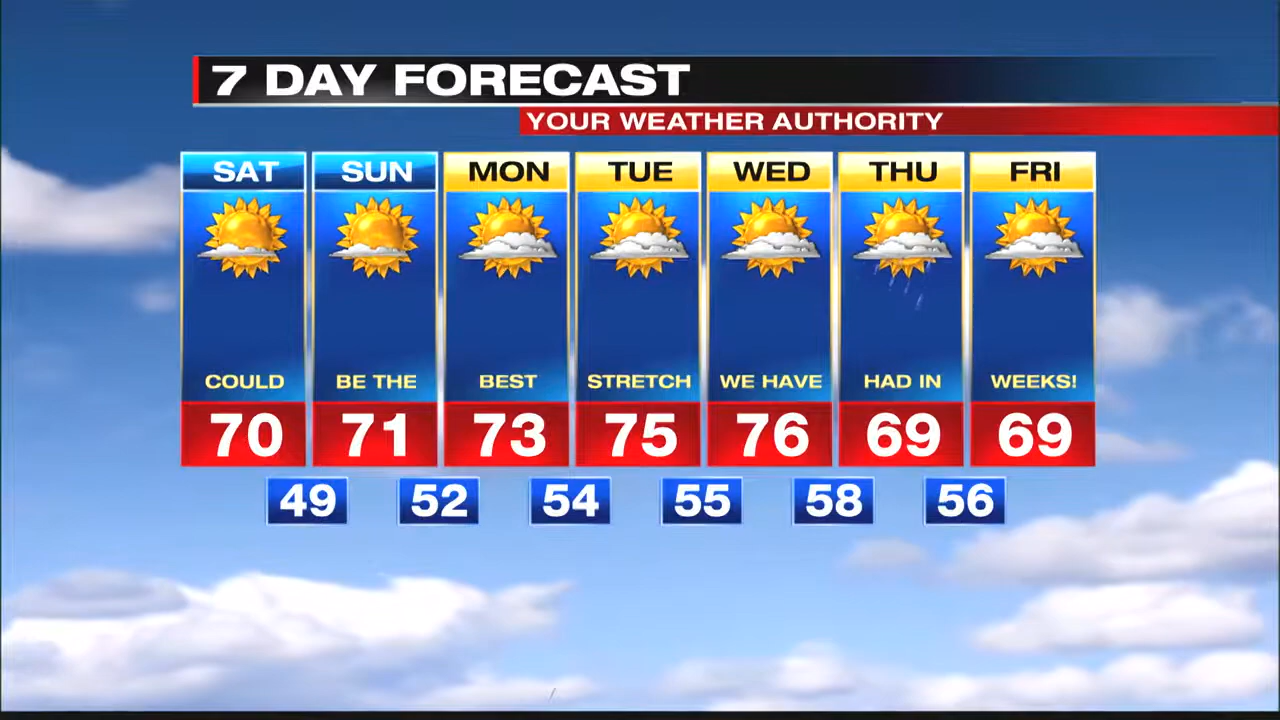 7 DAY FORECAST
YOUR WEATHER AUTHORITY
SAT SUN MON TUE WED THU FRI
COULD BE THE BEST STRETCH WE HAVE HAD IN WEEKS!
70 71 73 75 76 69 69
49 52 54 55 58 56